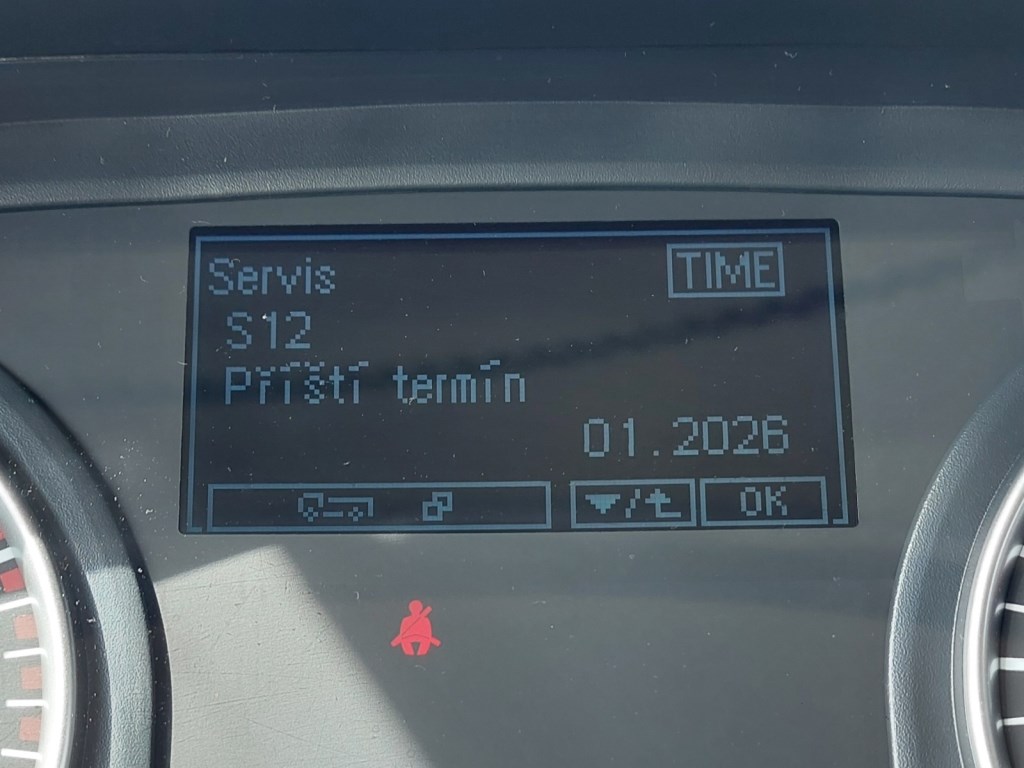 Servis TIME
S12
Příští termín
01.2026
OK